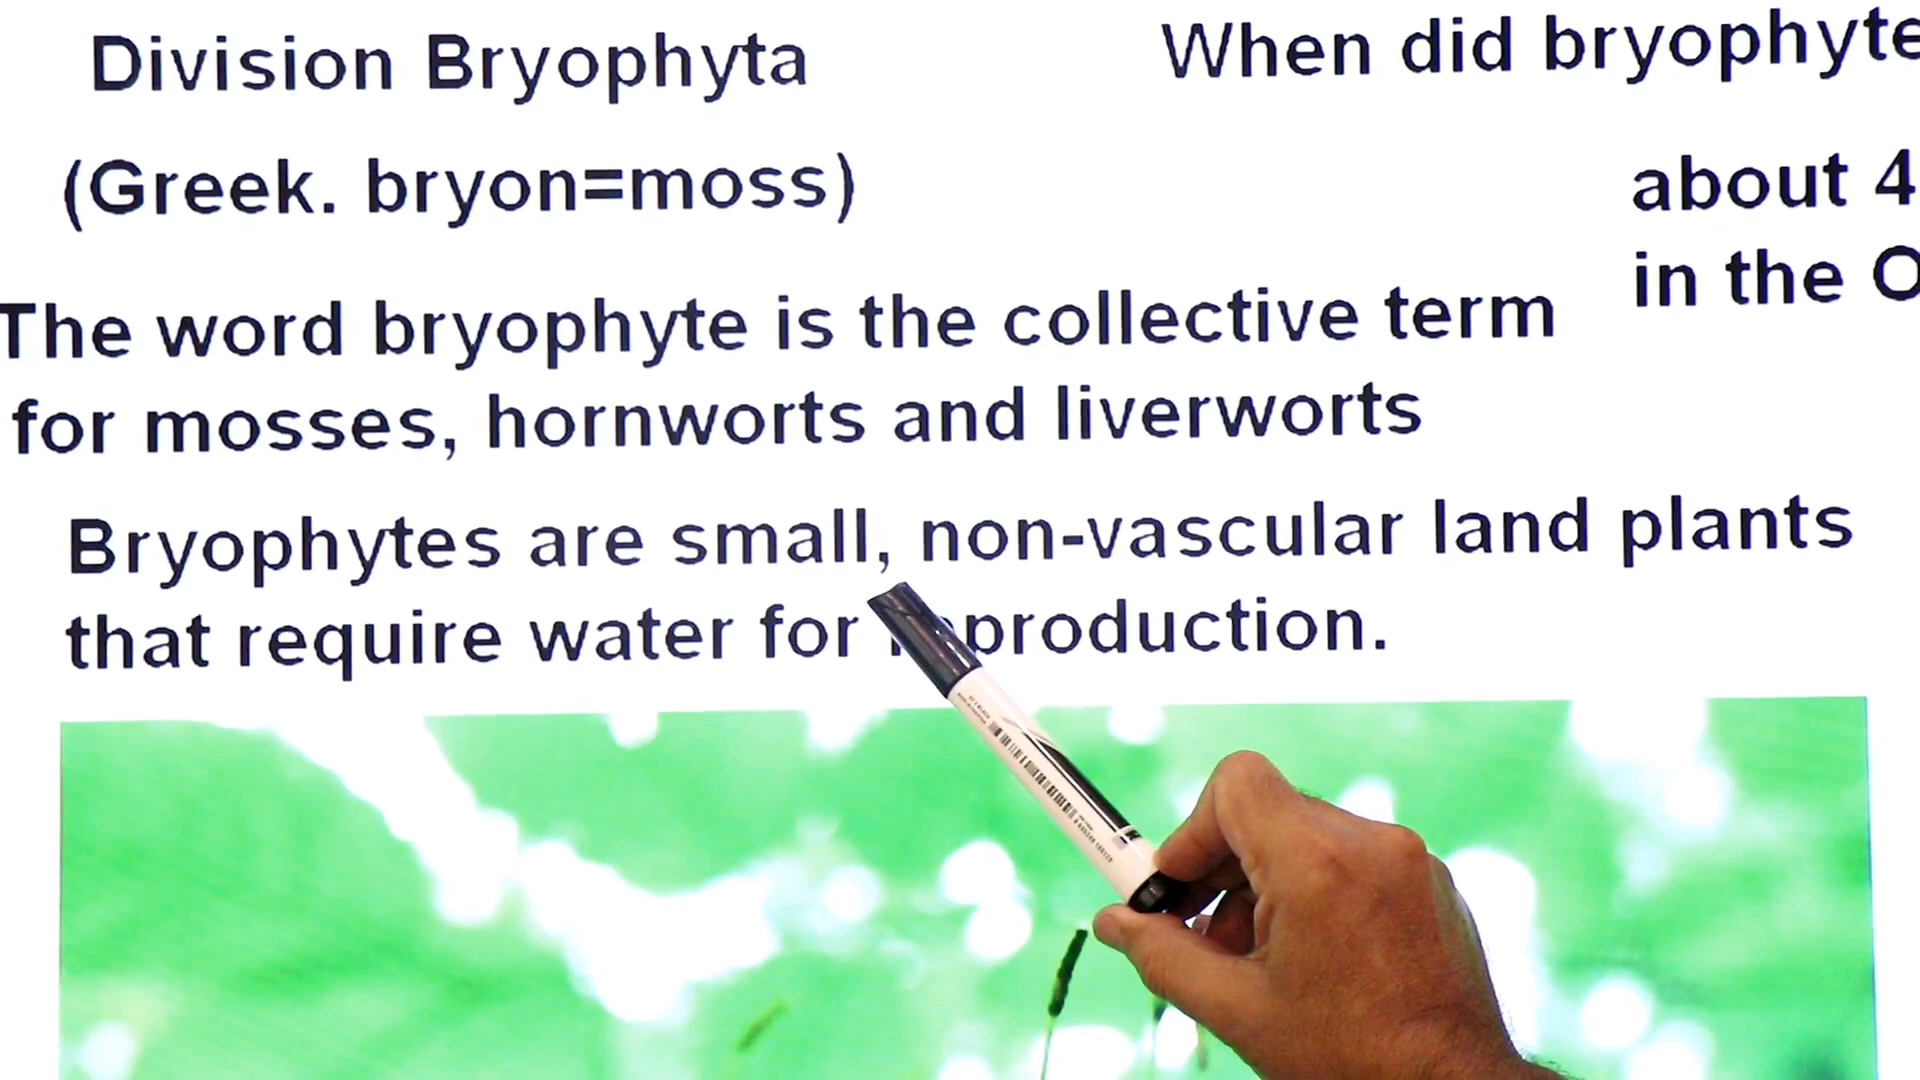 Division Bryophyta
(Greek. bryon=moss)
The word bryophyte is the collective term
for mosses, hornworts and liverworts
Bryophytes are small, non-vascular land plants
that require water for reproduction.
When did bryophyte
about 4
in the O